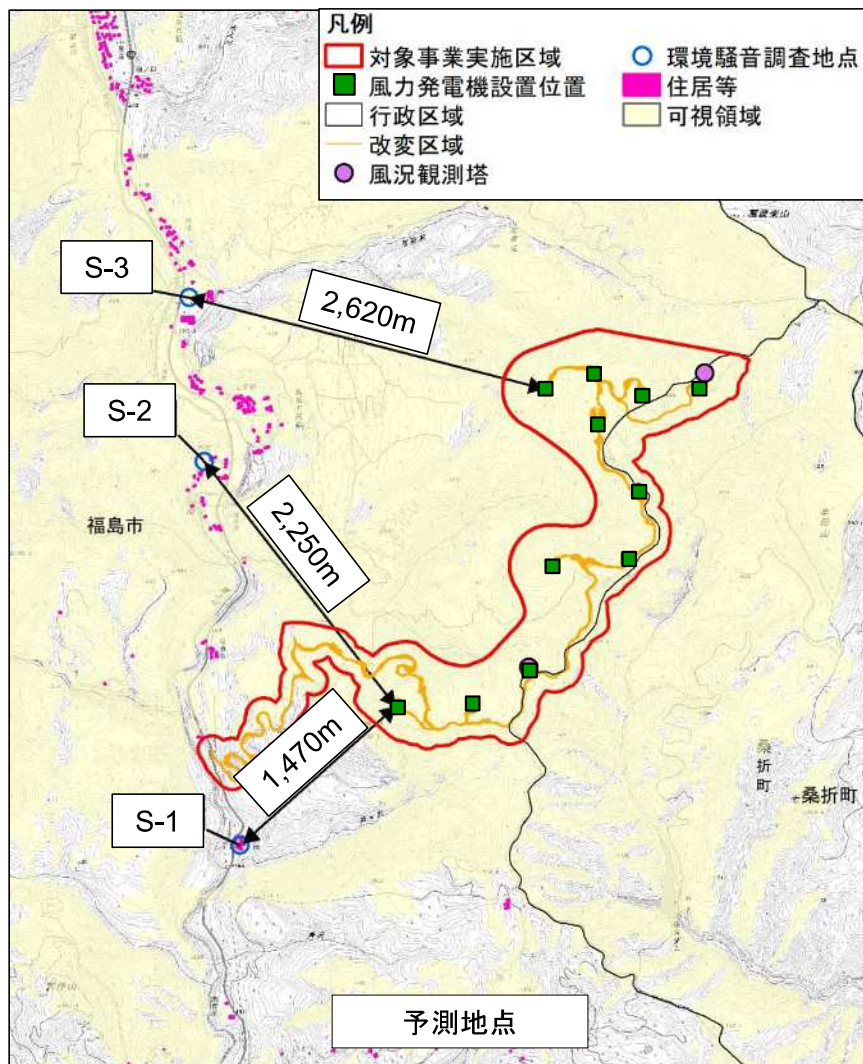 凡例
対象事業実施区域
環境騒音調査地点
風力発電機設置位置
住居等
行政区域
可視領域
改変区域
風況観測塔
S-3
2,620m
S-2
2,250m
福島市
1,470m
S-1
桑折町
桑折町
半田山
予測地点